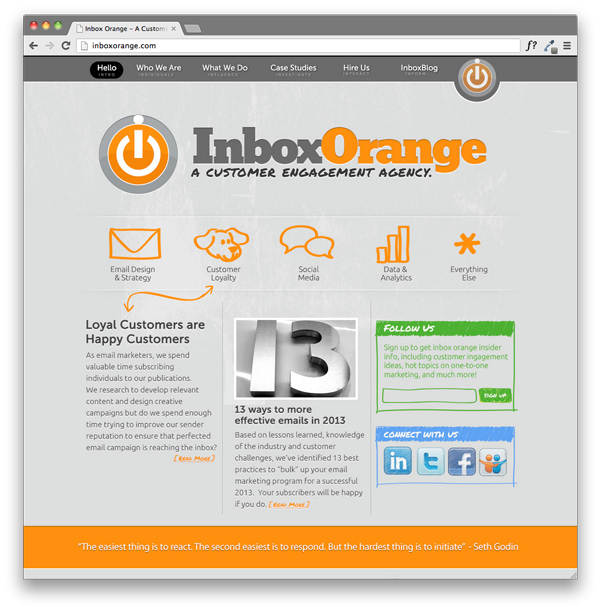 Inbox Orange – A Custome
inboxorange.com
f?
Hello
INTRO
Who We Are
INDIVIDUALS
What We Do
INFLUENCE
Case Studies
INVESTIGATE
Hire Us
INTERACT
InboxBlog
INFORM
InboxOrange
A CUSTOMER ENGAGEMENT AGENCY.
Email Design
& Strategy
Customer
Loyalty
Social
Media
Data &
Analytics
Everything
Else
Loyal Customers are
Happy Customers
As email marketers, we spend
valuable time subscribing
individuals to our publications.
We research to develop relevant
content and design creative
campaigns but do we spend enough
time trying to improve our sender
reputation to ensure that perfected
email campaign is reaching the inbox?
[Read More]
13
13 ways to more
effective emails in 2013
Based on lessons learned, knowledge
of the industry and customer
challenges, we've identified 13 best
practices to "bulk" up your email
marketing program for a successful
2013. Your subscribers will be happy
if you do. [Read More]
Follow Us
Sign up to get inbox orange insider
info, including customer engagement
ideas, hot topics on one-to-one
marketing, and much more!
SIGN UP
CONNECT WITH US
in
t
f
"The easiest thing is to react. The second easiest is to respond. But the hardest thing is to initiate" - Seth Godin